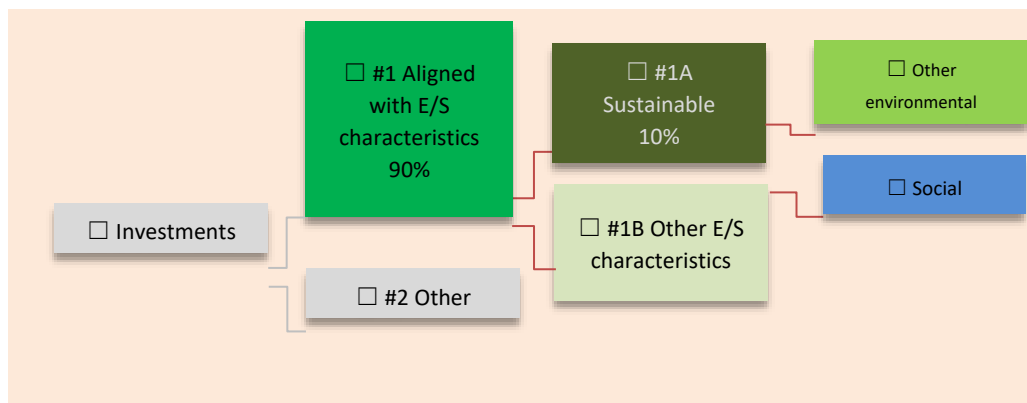 ☐ #1 Aligned
with E/S
characteristics
90%
☐ #1A
Sustainable
10%
☐ Other
environmental
☐ Social
☐ Investments
☐ #1B Other E/S
characteristics
☐ #2 Other